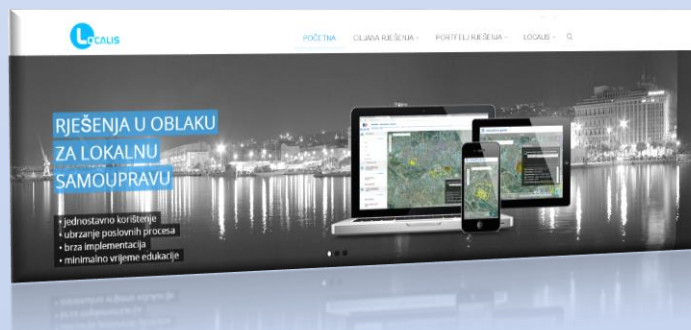 LOCALIS
POČETNA CILJANA RJEŠENJA PORTFELJ RJEŠENJA LOCALIS
RJEŠENJA U OBLAKU
ZA LOKALNU
SAMOUPRAVU
• jednostavno korištenje
• ubrzanje poslovnih procesa
• brza implementacija
• minimalno vrijeme edukacije